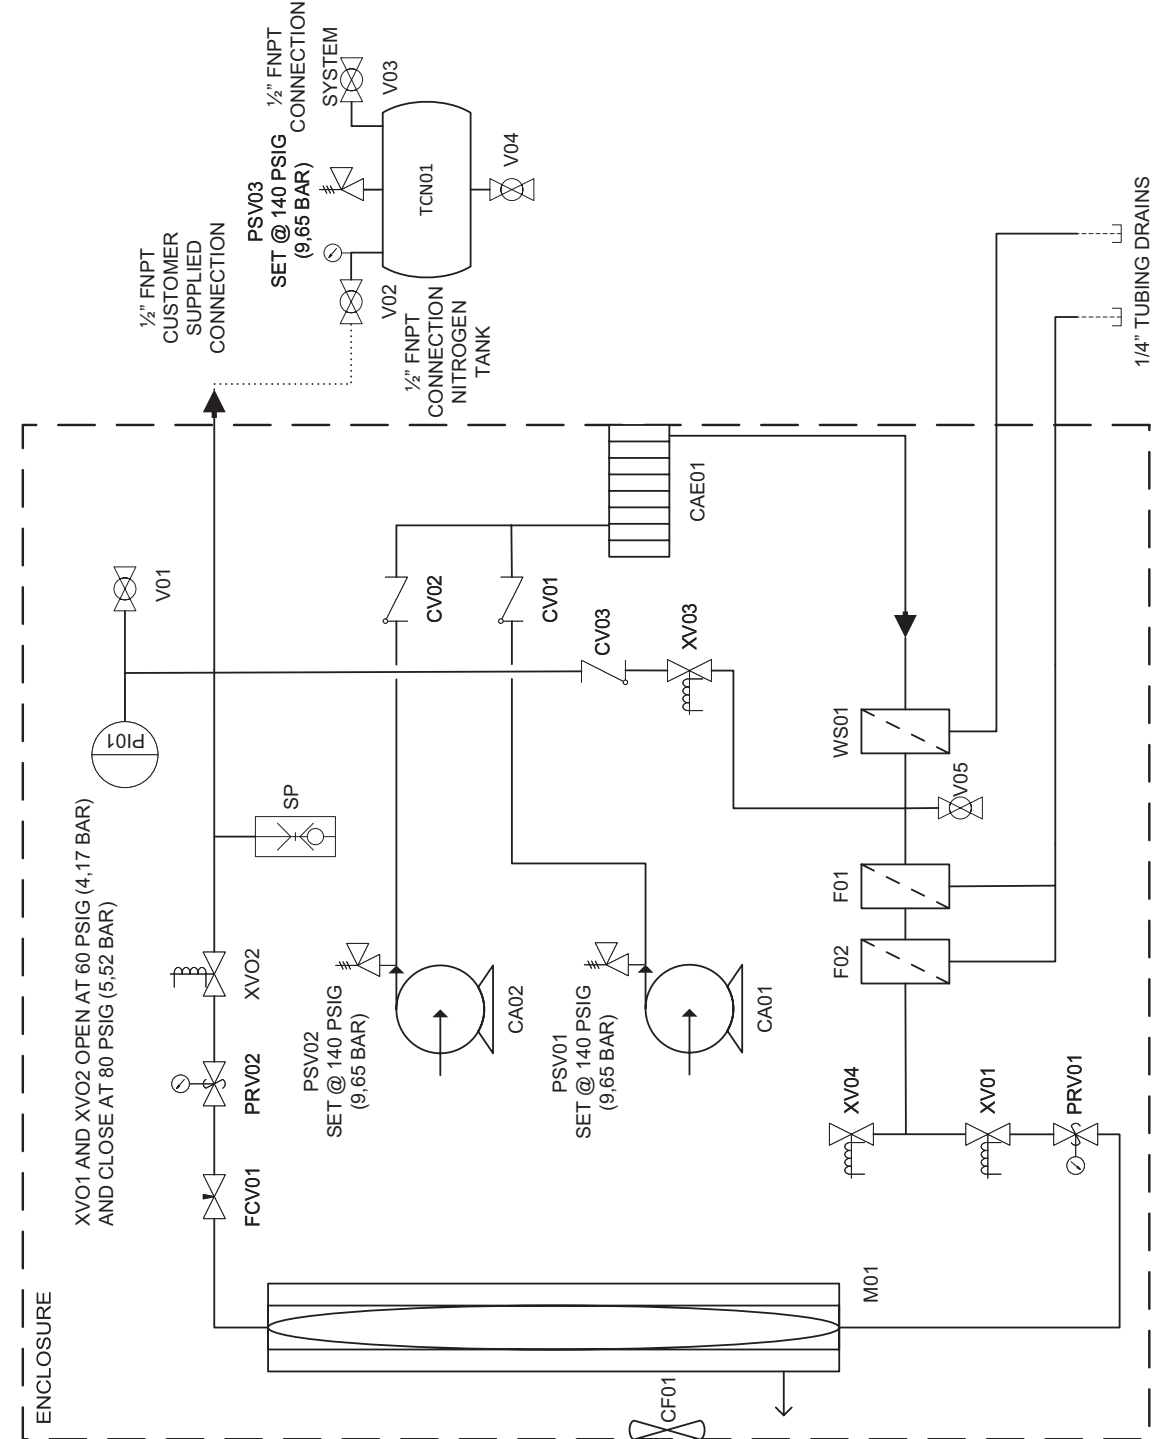 ENCLOSURE
XVO1 AND XVO2 OPEN AT 60 PSIG (4,17 BAR)
AND CLOSE AT 80 PSIG (5,52 BAR)
FCV01
PRV02
XVO2
SP
PI01
V01
½” FNPT
CUSTOMER
SUPPLIED
CONNECTION
PSV03
SET @ 140 PSIG
(9,65 BAR)
½” FNPT
CONNECTION
SYSTEM
V03
V02
TCN01
V04
½” FNPT
CONNECTION
NITROGEN
TANK
PSV02
SET @ 140 PSIG
(9,65 BAR)
CA02
CV02
PSV01
SET @ 140 PSIG
(9,65 BAR)
CA01
CV01
CV03
XV03
CAE01
WS01
V05
F01
F02
XV04
XV01
PRV01
M01
CF01
1/4” TUBING DRAINS